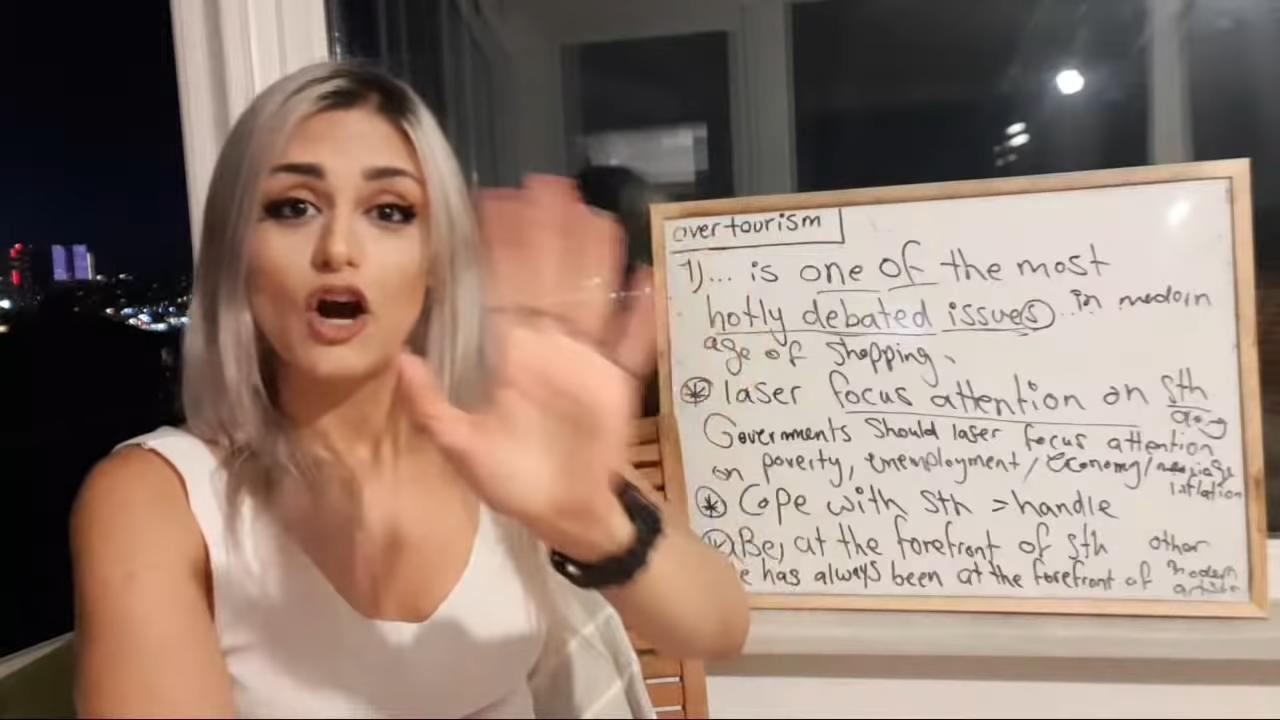 overtourism
1)... is one of the most
hotly debated issues in modern
age of shopping.
* laser focus attention on sth
Governments should laser focus attention
on poverty, unemployment/economy/
inflation
* Cope with sth = handle
Be, at the forefront of sth other
e has always been at the forefront of modern